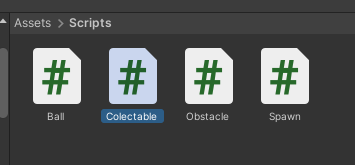 Assets > Scripts
# # # #
Ball Colectable Obstacle Spawn